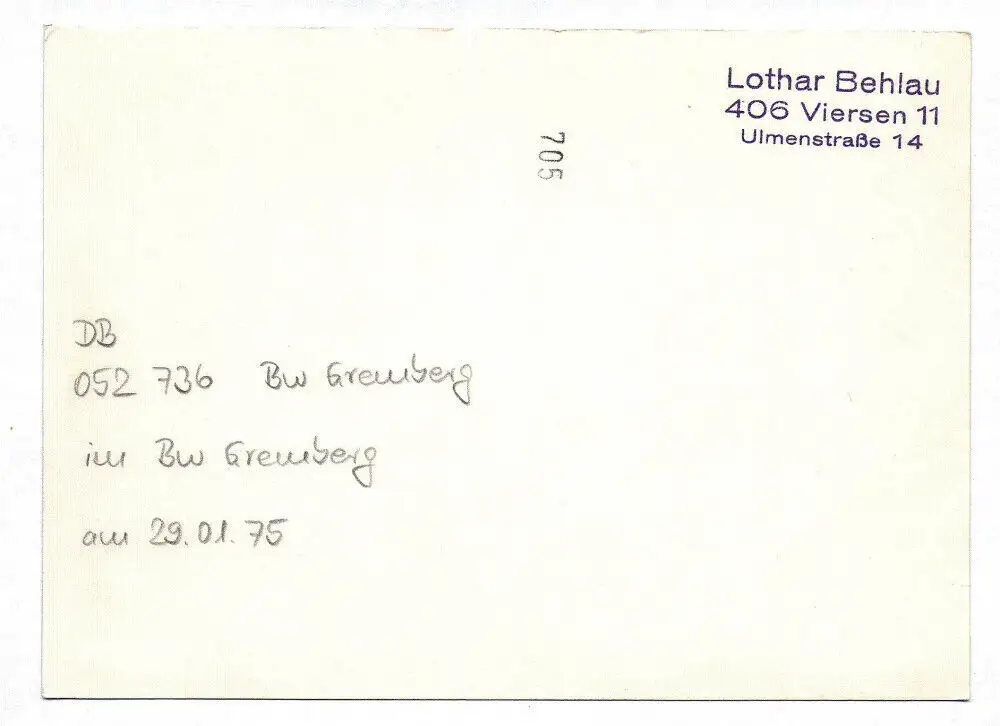 Lothar Behlau
406 Viersen 11
Ulmenstraße 14
705
DB
052 736 Bw Gremberg
im Bw Gremberg
am 29.01.75